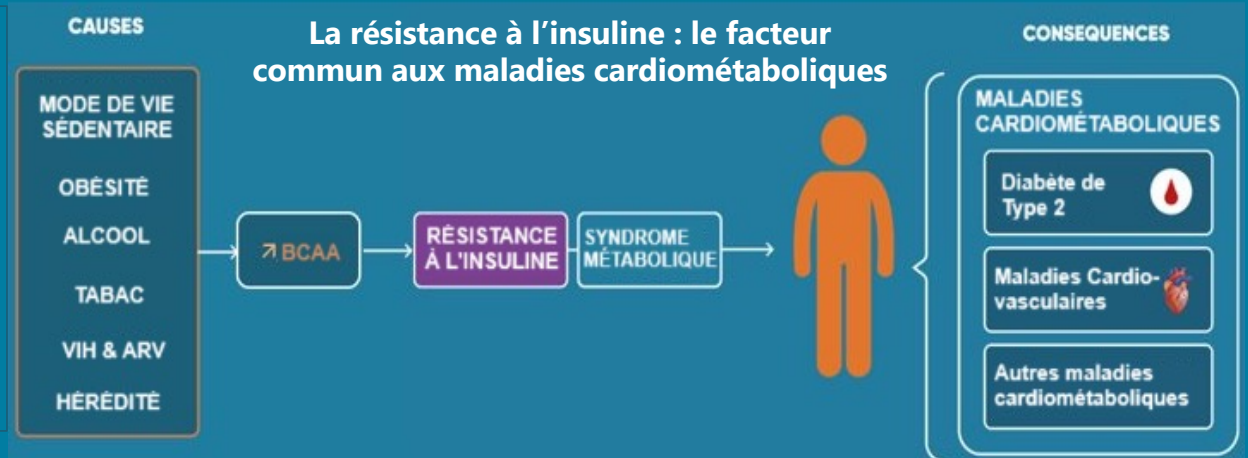 CAUSES
La résistance à l’insuline : le facteur
commun aux maladies cardiométaboliques
CONSEQUENCES
MODE DE VIE
SÉDENTAIRE
OBÉSITÉ
ALCOOL
TABAC
VIH & ARV
HÉRÉDITÉ
↗ BCAA
RÉSISTANCE
À L'INSULINE
SYNDROME
MÉTABOLIQUE
MALADIES
CARDIOMÉTABOLIQUES
Diabète de
Type 2
Maladies Cardio-
vasculaires
Autres maladies
cardiométaboliques